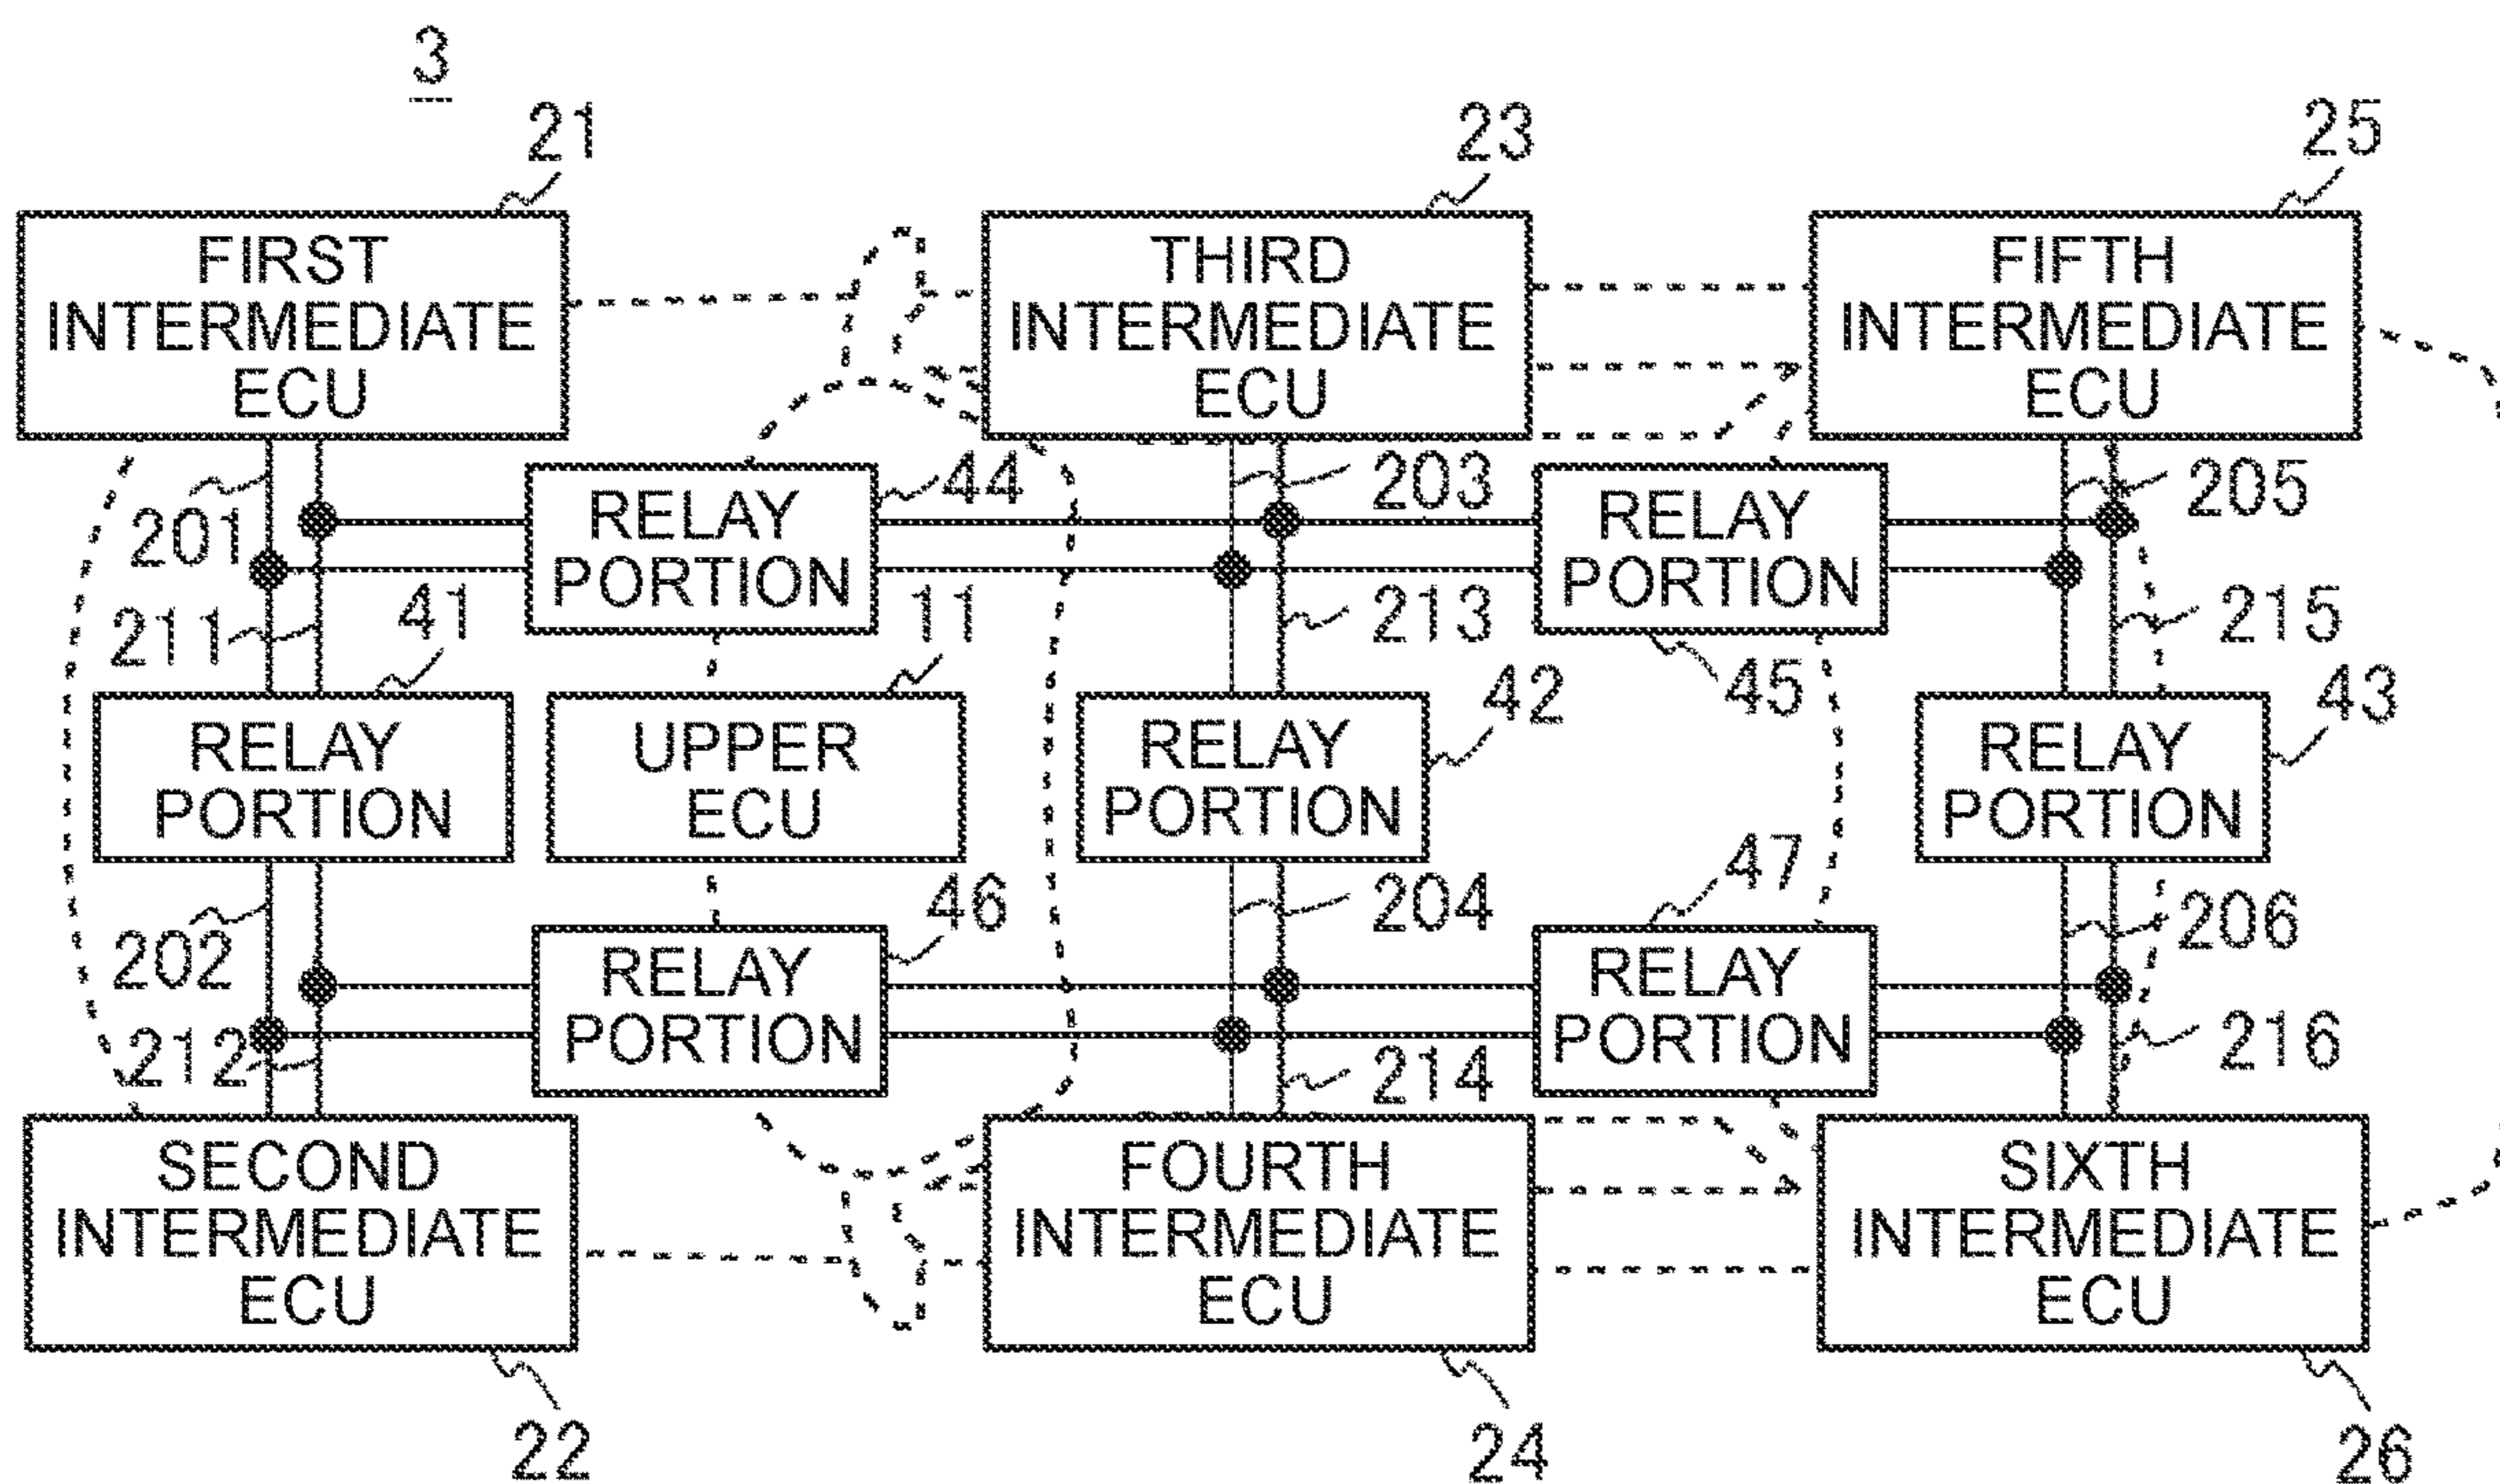 3
21
23
25
FIRST
INTERMEDIATE
ECU
THIRD
INTERMEDIATE
ECU
FIFTH
INTERMEDIATE
ECU
201
RELAY
PORTION
44
203
RELAY
PORTION
205
211
41
11
213
45
215
RELAY
PORTION
UPPER
ECU
RELAY
PORTION
42
RELAY
PORTION
43
202
46
204
47
206
212
RELAY
PORTION
214
RELAY
PORTION
216
SECOND
INTERMEDIATE
ECU
FOURTH
INTERMEDIATE
ECU
SIXTH
INTERMEDIATE
ECU
22
24
26